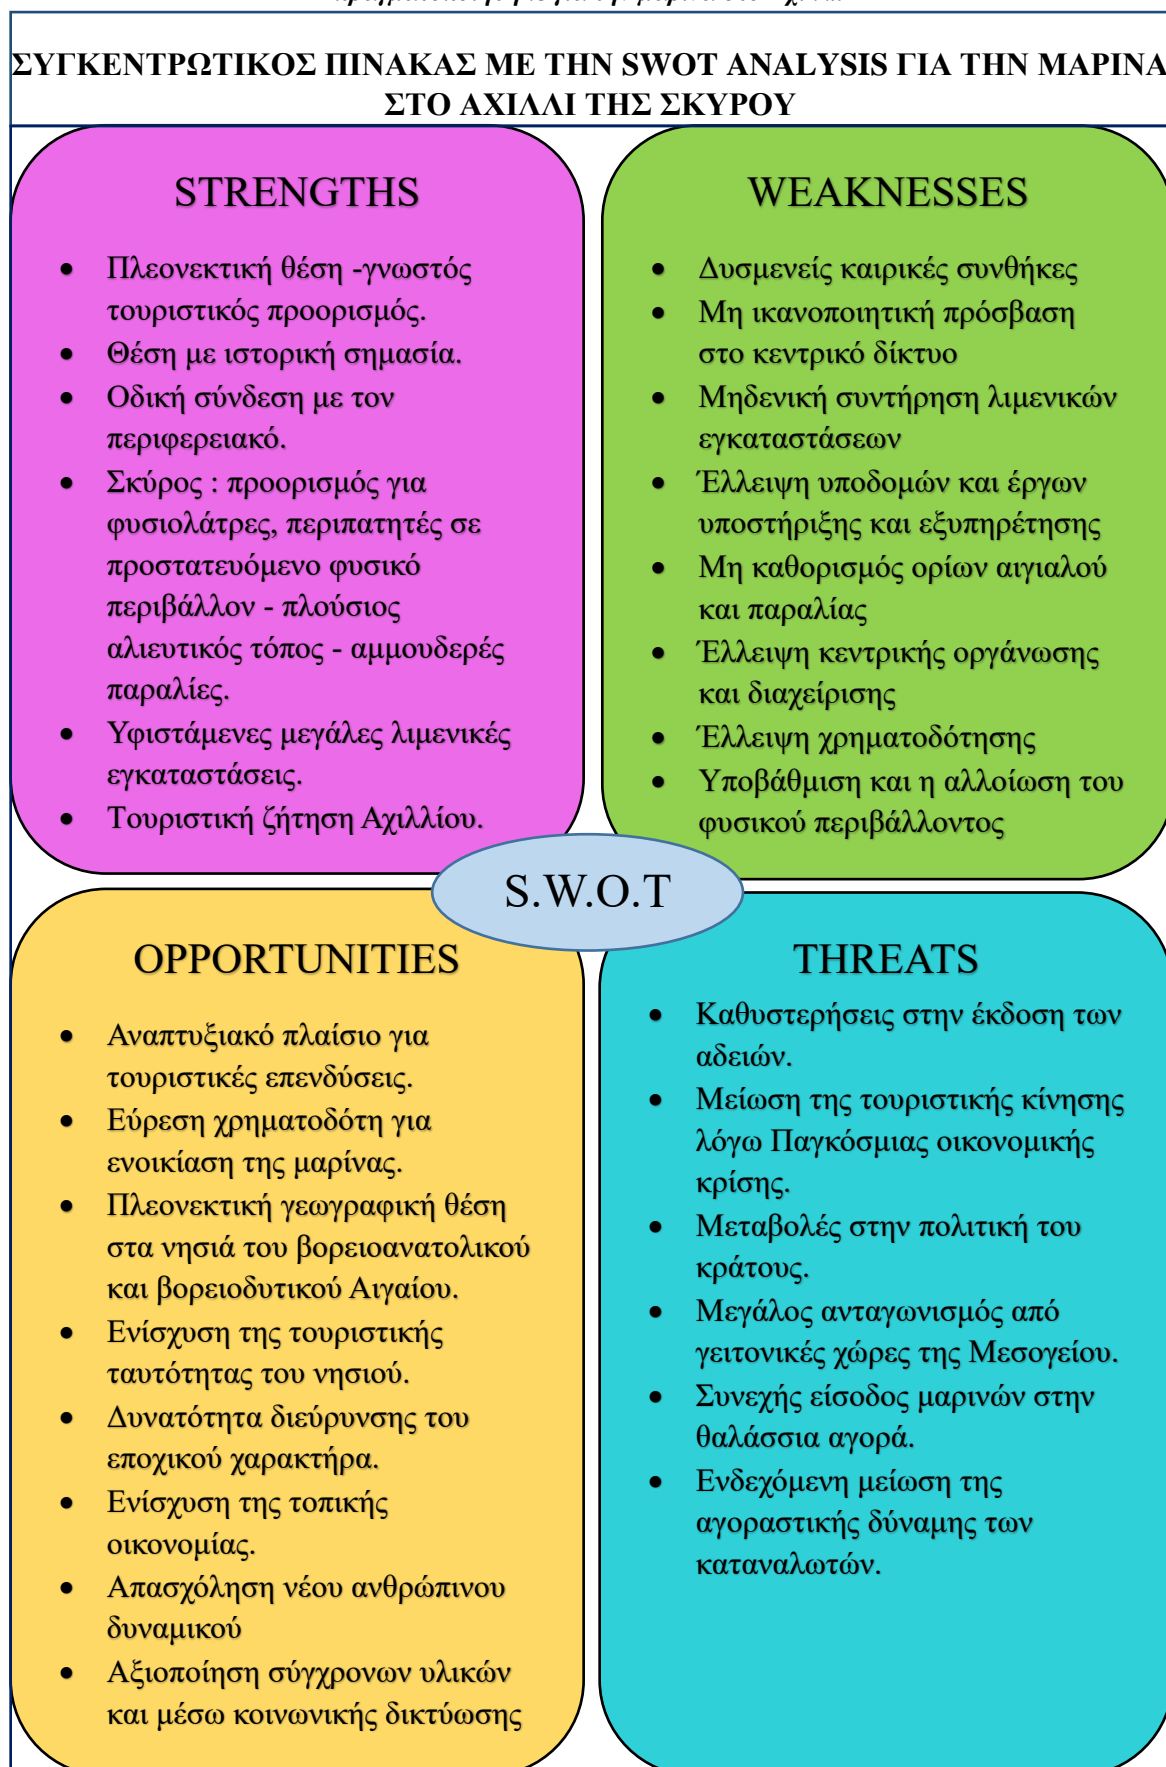 ΣΥΓΚΕΝΤΡΩΤΙΚΟΣ ΠΙΝΑΚΑΣ ΜΕ ΤΗΝ SWOT ANALYSIS ΓΙΑ ΤΗΝ ΜΑΡΙΝΑ
ΣΤΟ ΑΧΙΛΛΙ ΤΗΣ ΣΚΥΡΟΥ
STRENGTHS
• Πλεονεκτική θέση -γνωστός
τουριστικός προορισμός.
• Θέση με ιστορική σημασία.
• Οδική σύνδεση με τον
περιφερειακό.
• Σκύρος : προορισμός για
φυσιολάτρες, περιπατητές σε
προστατευόμενο φυσικό
περιβάλλον - πλούσιος
αλιευτικός τόπος - αμμουδερές
παραλίες.
• Υφιστάμενες μεγάλες λιμενικές
εγκαταστάσεις.
• Τουριστική ζήτηση Αχιλλίου.
WEAKNESSES
• Δυσμενείς καιρικές συνθήκες
• Μη ικανοποιητική πρόσβαση
στο κεντρικό δίκτυο
• Μηδενική συντήρηση λιμενικών
εγκαταστάσεων
• Έλλειψη υποδομών και έργων
υποστήριξης και εξυπηρέτησης
• Μη καθορισμός ορίων αιγιαλού
και παραλίας
• Έλλειψη κεντρικής οργάνωσης
και διαχείρισης
• Έλλειψη χρηματοδότησης
• Υποβάθμιση και η αλλοίωση του
φυσικού περιβάλλοντος
S.W.O.T
OPPORTUNITIES
• Αναπτυξιακό πλαίσιο για
τουριστικές επενδύσεις.
• Εύρεση χρηματοδότη για
ενοικίαση της μαρίνας.
• Πλεονεκτική γεωγραφική θέση
στα νησιά του βορειοανατολικού
και βορειοδυτικού Αιγαίου.
• Ενίσχυση της τουριστικής
ταυτότητας του νησιού.
• Δυνατότητα διεύρυνσης του
εποχικού χαρακτήρα.
• Ενίσχυση της τοπικής
οικονομίας.
• Απασχόληση νέου ανθρώπινου
δυναμικού
• Αξιοποίηση σύγχρονων υλικών
και μέσω κοινωνικής δικτύωσης
THREATS
• Καθυστερήσεις στην έκδοση των
αδειών.
• Μείωση της τουριστικής κίνησης
λόγω Παγκόσμιας οικονομικής
κρίσης.
• Μεταβολές στην πολιτική του
κράτους.
• Μεγάλος ανταγωνισμός από
γειτονικές χώρες της Μεσογείου.
• Συνεχής είσοδος μαρινών στην
θαλάσσια αγορά.
• Ενδεχόμενη μείωση της
αγοραστικής δύναμης των
καταναλωτών.